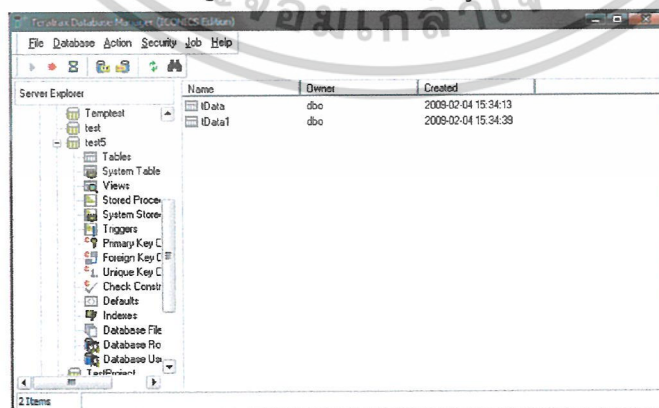 Teratrax Database Manager (ICONICS Edition)
File Database Action Security Job Help
Server Explorer
Name Owner Created
Temptest
test
test5
Tables
System Table
Views
Stored Proce
System Store
Triggers
Primary Key C
Foreign Key C
Unique Key C
Check Constr
Defaults
Indexes
Database File
Database Ro
Database Us
TestProject
tData dbo 2009-02-04 15:34:13
tData1 dbo 2009-02-04 15:34:39
2 Items